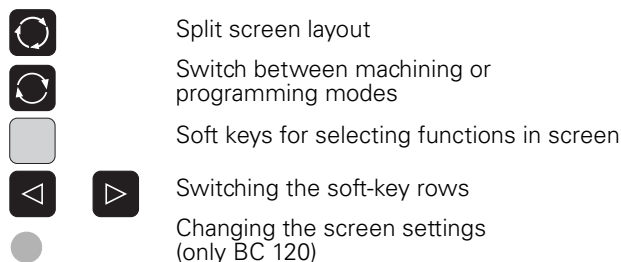 Split screen layout
Switch between machining or
programming modes
Soft keys for selecting functions in screen
Switching the soft-key rows
Changing the screen settings
(only BC 120)